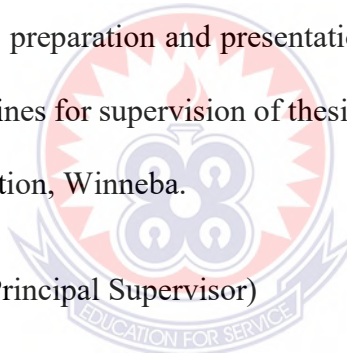 preparation and presentatio
ines for supervision of thesi
tion, Winneba.
Principal Supervisor)
EDUCATION FOR SERVICE